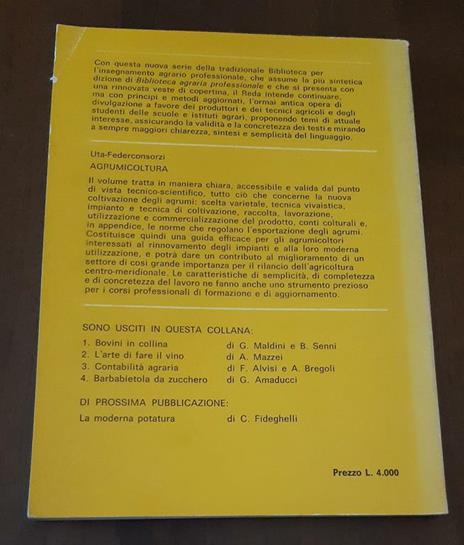 Con questa nuova serie della tradizionale Biblioteca per
l'insegnamento agrario professionale, che assume la più sintetica
dizione di Biblioteca agraria professionale e che si presenta con
una rinnovata veste di copertina, il Reda intende continuare,
ma con principi e metodi aggiornati, l'ormai antica opera di
divulgazione a favore dei produttori e dei tecnici agricoli e degli
studenti delle scuole e istituti agrari, proponendo temi di attuale
interesse, assicurando la validità e la concretezza dei testi e mirando
a sempre maggiori chiarezza, sintesi e semplicità del linguaggio.
Uta-Federconsorzi
AGRUMICOLTURA
Il volume tratta in maniera chiara, accessibile e valida dal punto
di vista tecnico-scientifico, tutto ciò che concerne la nuova
coltivazione degli agrumi: scelta varietale, tecnica vivaistica,
impianto e tecnica di coltivazione, raccolta, lavorazione,
utilizzazione e commercializzazione del prodotto, conti colturali e,
in appendice, le norme che regolano l'esportazione degli agrumi.
Costituisce quindi una guida efficace per gli agrumicoltori
interessati al rinnovamento degli impianti e alla loro moderna
utilizzazione, e potrà dare un contributo al miglioramento di un
settore di così grande importanza per il rilancio dell'agricoltura
centro-meridionale. Le caratteristiche di semplicità, di completezza
e di concretezza del lavoro ne fanno anche uno strumento prezioso
per i corsi professionali di formazione e di aggiornamento.
SONO USCITI IN QUESTA COLLANA:
1. Bovini in collina di G. Maldini e B. Senni
2. L'arte di fare il vino di A. Mazzei
3. Contabilità agraria di F. Alvisi e A. Bregoli
4. Barbabietola da zucchero di G. Amaducci
DI PROSSIMA PUBBLICAZIONE:
La moderna potatura di C. Fideghelli
Prezzo L. 4.000